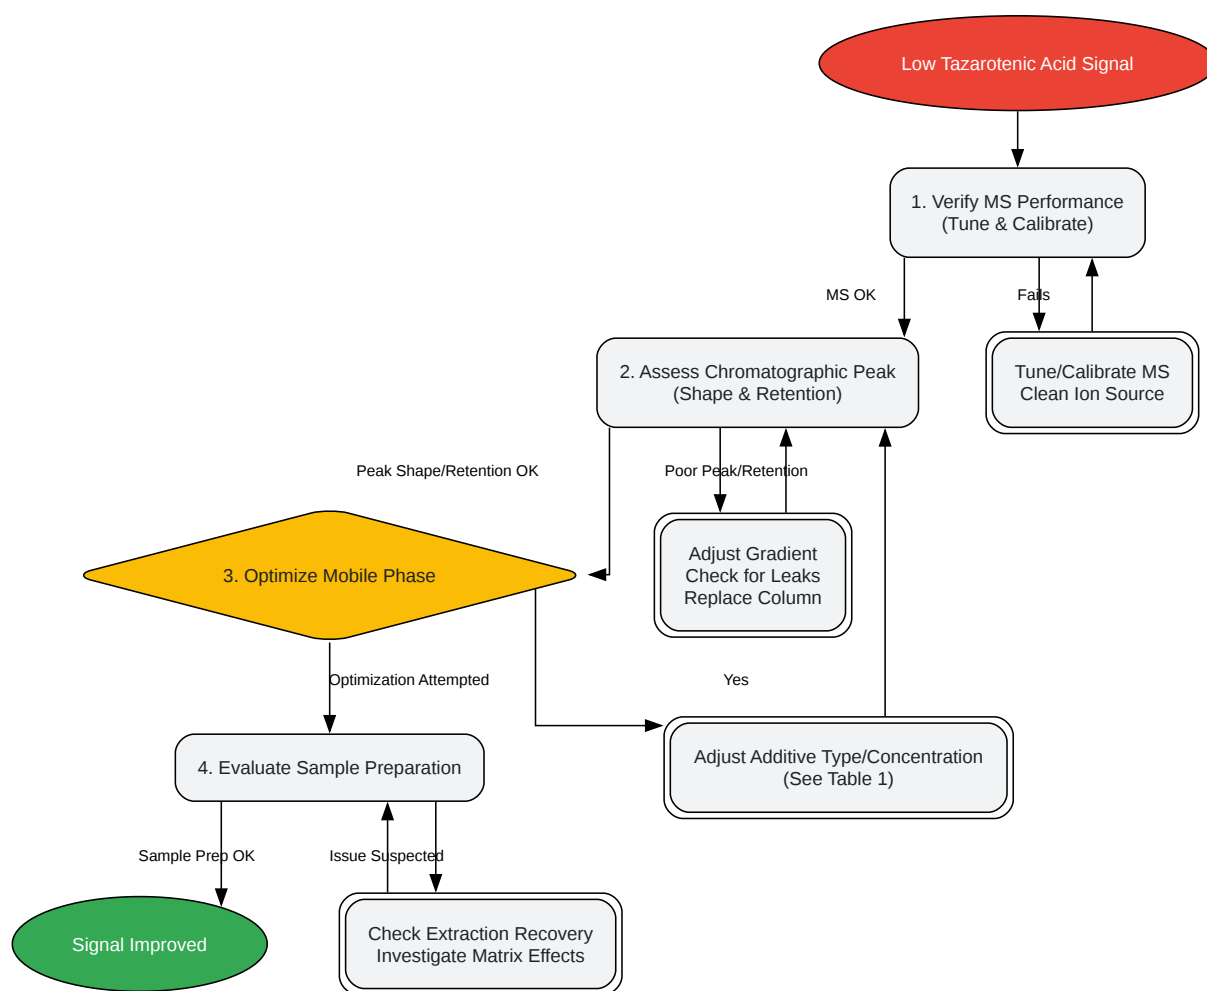 Low Tazarotenic Acid Signal
1. Verify MS Performance
(Tune & Calibrate)
MS OK
Fails
2. Assess Chromatographic Peak
(Shape & Retention)
Tune/Calibrate MS
Clean Ion Source
Peak Shape/Retention OK
Poor Peak/Retention
3. Optimize Mobile Phase
Adjust Gradient
Check for Leaks
Replace Column
Optimization Attempted
Yes
4. Evaluate Sample Preparation
Adjust Additive Type/Concentration
(See Table 1)
Sample Prep OK
Issue Suspected
Signal Improved
Check Extraction Recovery
Investigate Matrix Effects